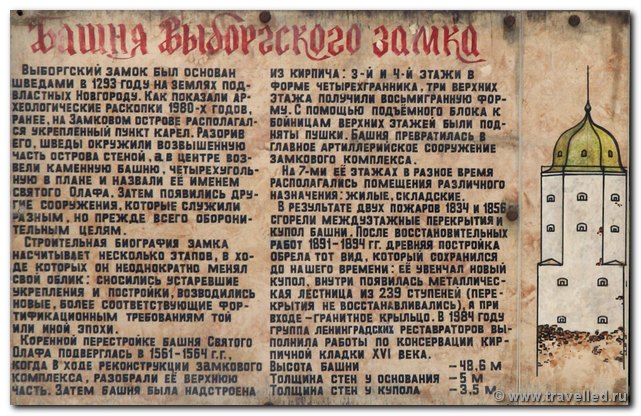 Башня Выборгского замка
Выборгский замок был основан
шведами в 1293 году на землях под-
властных Новгороду. Как показали ар-
хеологические раскопки 1980-х годов,
ранее, на Замковом острове располагал-
ся укреплённый пункт карел. Разорив
его, шведы окружили возвышенную
часть острова стеной, а в центре воз-
вели каменную башню, четырехуголь-
ную в плане и назвали её именем
святого Олафа. Затем появились дру-
гие сооружения, которые служили
разным, но прежде всего оборони-
тельным целям.
Строительная биография замка
насчитывает несколько этапов, в хо-
де которых он неоднократно менял
свой облик: сносились устаревшие
укрепления и постройки, возводились
новые, более соответствующие фор-
тификационным требованиям той
или иной эпохи.
Коренной перестройке башня Святого
Олафа подверглась в 1561-1564 г.г.,
когда в ходе реконструкции замкового
комплекса, разобрали её верхнюю
часть. Затем башня была надстроена
из кирпича: 3-й и 4-й этажи в
форме четырехгранника, три верхних
этажа получили восьмигранную фор-
му. С помощью подъёмного блока к
бойницам верхних этажей были под-
няты пушки. Башня превратилась в
главное артиллерийское сооружение
замкового комплекса.
На 7-ми её этажах в разное время
располагались помещения различного
назначения: жилые, складские.
В результате двух пожаров 1834 и 1856
сгорели междуэтажные перекрытия и
купол башни. После восстановительных
работ 1891-1894 гг. древняя постройка
обрела тот вид, который сохранился
до нашего времени: её увенчал новый
купол, внутри появилась металличес-
кая лестница из 239 ступеней (пере-
крытия не восстанавливались), а при
входе - гранитное крыльцо. В 1984 году
группа ленинградских реставраторов вы-
полнила работы по консервации кир-
пичной кладки XVI века.
Высота башни - 48,6 м
Толщина стен у основания - 5 м
Толщина стен у купола - 3,5 м
www.travelled.ru